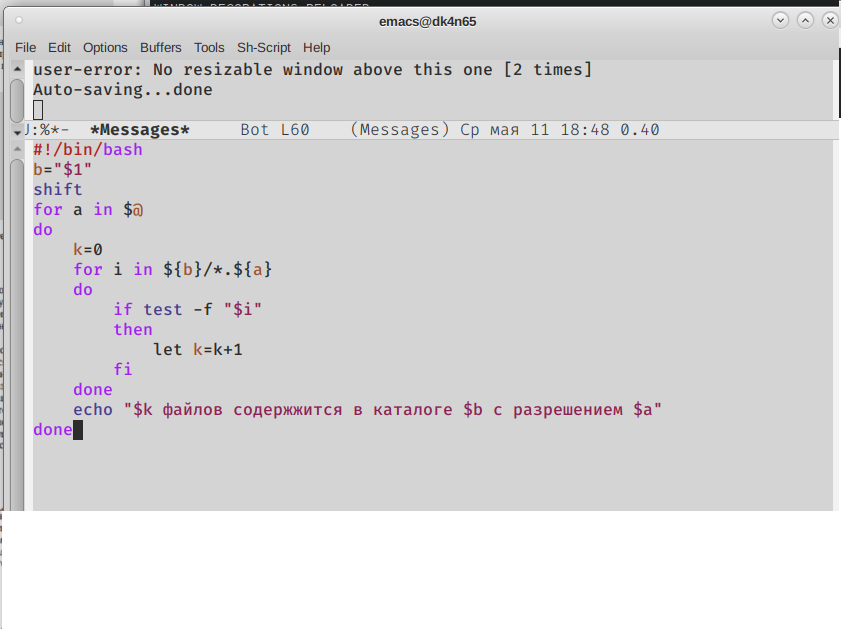 WINDOW DECORATIONS RELOADED
emacs@dk4n65
File Edit Options Buffers Tools Sh-Script Help
user-error: No resizable window above this one [2 times]
Auto-saving...done
U:%*-  *Messages*     Bot L60    (Messages) Ср мая 11 18:48 0.40
#!/bin/bash
b="$1"
shift
for a in $@
do
    k=0
    for i in ${b}/*.${a}
    do
        if test -f "$i"
        then
            let k=k+1
        fi
    done
    echo "$k файлов содержжится в каталоге $b с разрешением $a"
done